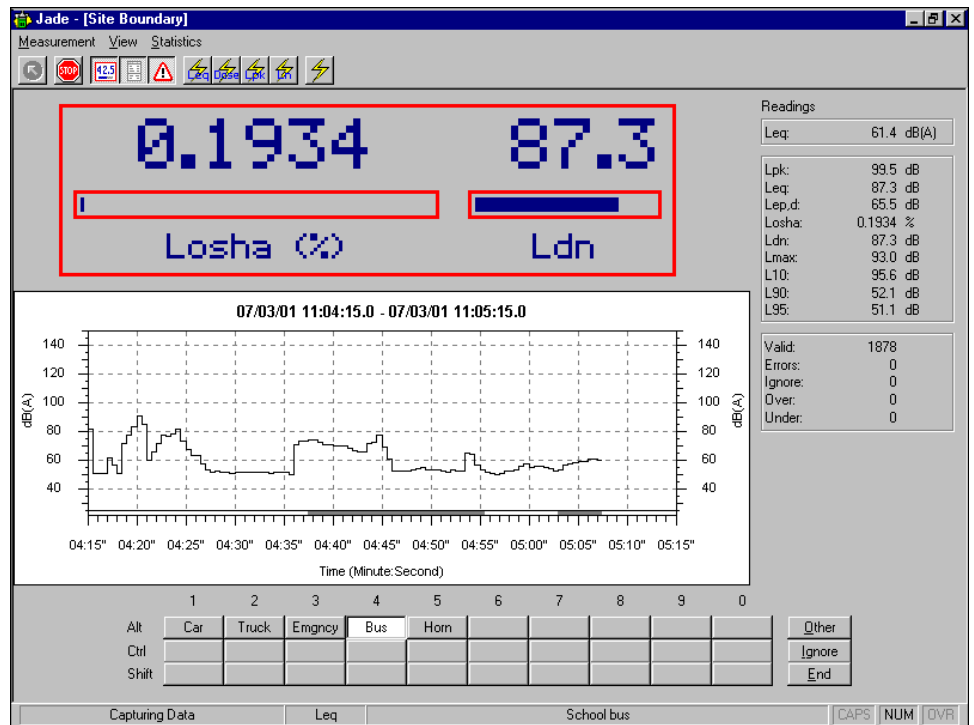 Jade - [Site Boundary]
Measurement View Statistics
STOP 42.5 Leq Dose Lpk Ln
0.1934 87.3
Losha (%) Ldn
Readings
Leq: 61.4 dB(A)
Lpk: 99.5 dB
Leq: 87.3 dB
Lep,d: 65.5 dB
Losha: 0.1934 %
Ldn: 87.3 dB
Lmax: 93.0 dB
L10: 95.6 dB
L90: 52.1 dB
L95: 51.1 dB
Valid: 1878
Errors: 0
Ignore: 0
Over: 0
Under: 0
07/03/01 11:04:15.0 - 07/03/01 11:05:15.0
140 140
120 120
100 100
80 80
60 60
40 40
dB(A) dB(A)
04:15" 04:20" 04:25" 04:30" 04:35" 04:40" 04:45" 04:50" 04:55" 05:00" 05:05" 05:10" 05:15"
Time (Minute:Second)
1 2 3 4 5 6 7 8 9 0
Alt Car Truck Emgncy Bus Horn Other
Ctrl Ignore
Shift End
Capturing Data Leq School bus CAPS NUM OVR